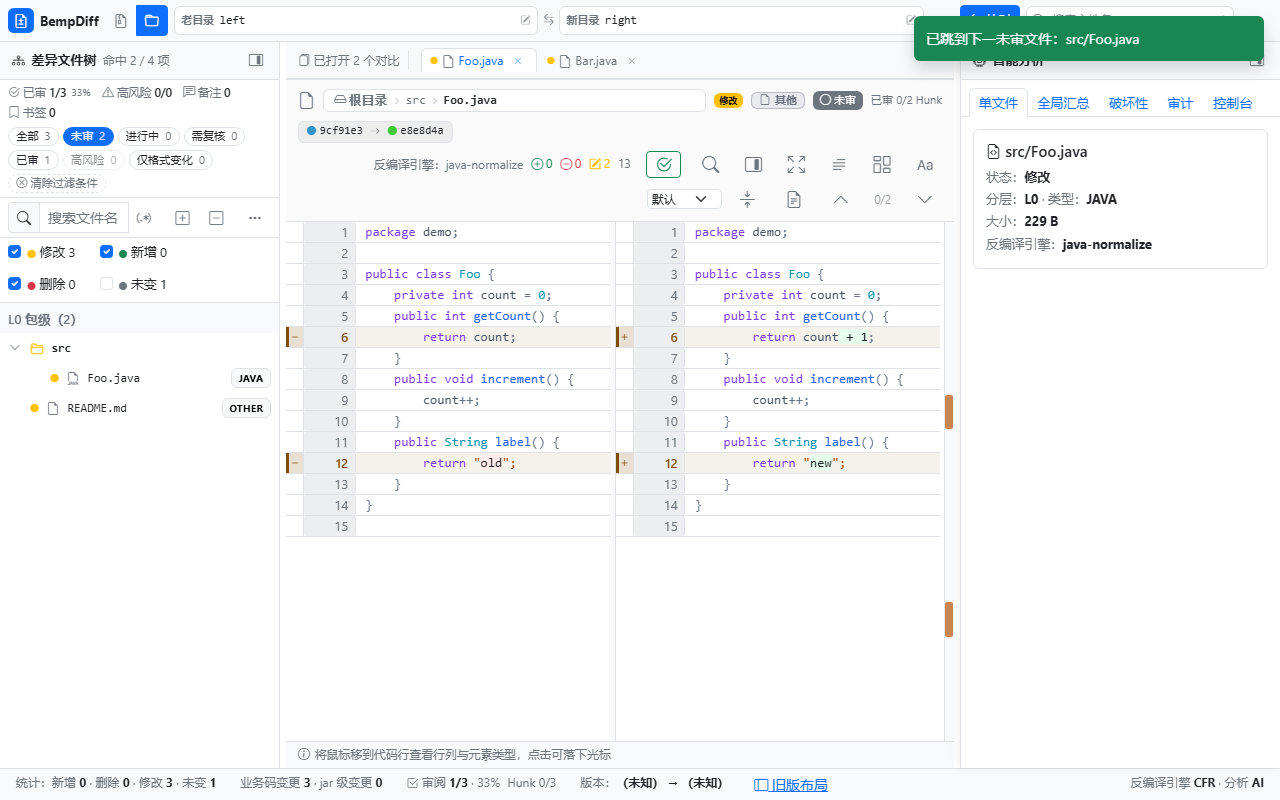 BempDiff
老目录 left
新目录 right
已跳到下一未审文件：src/Foo.java
差异文件树 命中 2 / 4 项
已审 1/3 33% 高风险 0/0 备注 0
书签 0
全部 3 未审 2 进行中 0 需复核 0
已审 1 高风险 0 仅格式变化 0
清除过滤条件
搜索文件名 (.*)
修改 3 新增 0
删除 0 未变 1
L0 包级（2）
src
Foo.java JAVA
README.md OTHER
已打开 2 个对比 Foo.java Bar.java
根目录 src Foo.java 修改 其他 未审 已审 0/2 Hunk
9cf91e3 → e8e8d4a
反编译引擎：java-normalize 0 0 2 13 Aa
默认 0/2
1 package demo;
2
3 public class Foo {
4 private int count = 0;
5 public int getCount() {
− 6 return count;
7 }
8 public void increment() {
9 count++;
10 }
11 public String label() {
− 12 return "old";
13 }
14 }
15
1 package demo;
2
3 public class Foo {
4 private int count = 0;
5 public int getCount() {
+ 6 return count + 1;
7 }
8 public void increment() {
9 count++;
10 }
11 public String label() {
+ 12 return "new";
13 }
14 }
15
将鼠标移到代码行查看行列与元素类型，点击可落下光标
单文件 全局汇总 破坏性 审计 控制台
src/Foo.java
状态：修改
分层：L0 · 类型：JAVA
大小：229 B
反编译引擎：java-normalize
统计：新增 0 · 删除 0 · 修改 3 · 未变 1 业务码变更 3 · jar 级变更 0 审阅 1/3 · 33% Hunk 0/3 版本：（未知） → （未知） 旧版布局 反编译引擎 CFR · 分析 AI